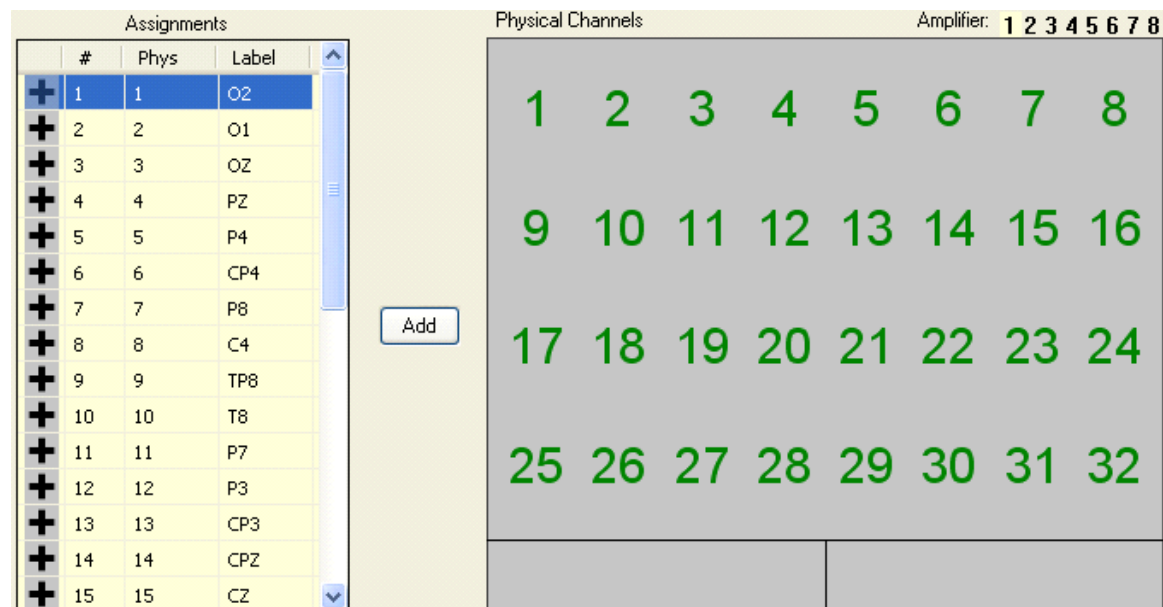 Assignments
# Phys Label
1 1 O2
2 2 O1
3 3 OZ
4 4 PZ
5 5 P4
6 6 CP4
7 7 P8
8 8 C4
9 9 TP8
10 10 T8
11 11 P7
12 12 P3
13 13 CP3
14 14 CPZ
15 15 CZ
Add
Physical Channels Amplifier: 1 2 3 4 5 6 7 8
1 2 3 4 5 6 7 8
9 10 11 12 13 14 15 16
17 18 19 20 21 22 23 24
25 26 27 28 29 30 31 32